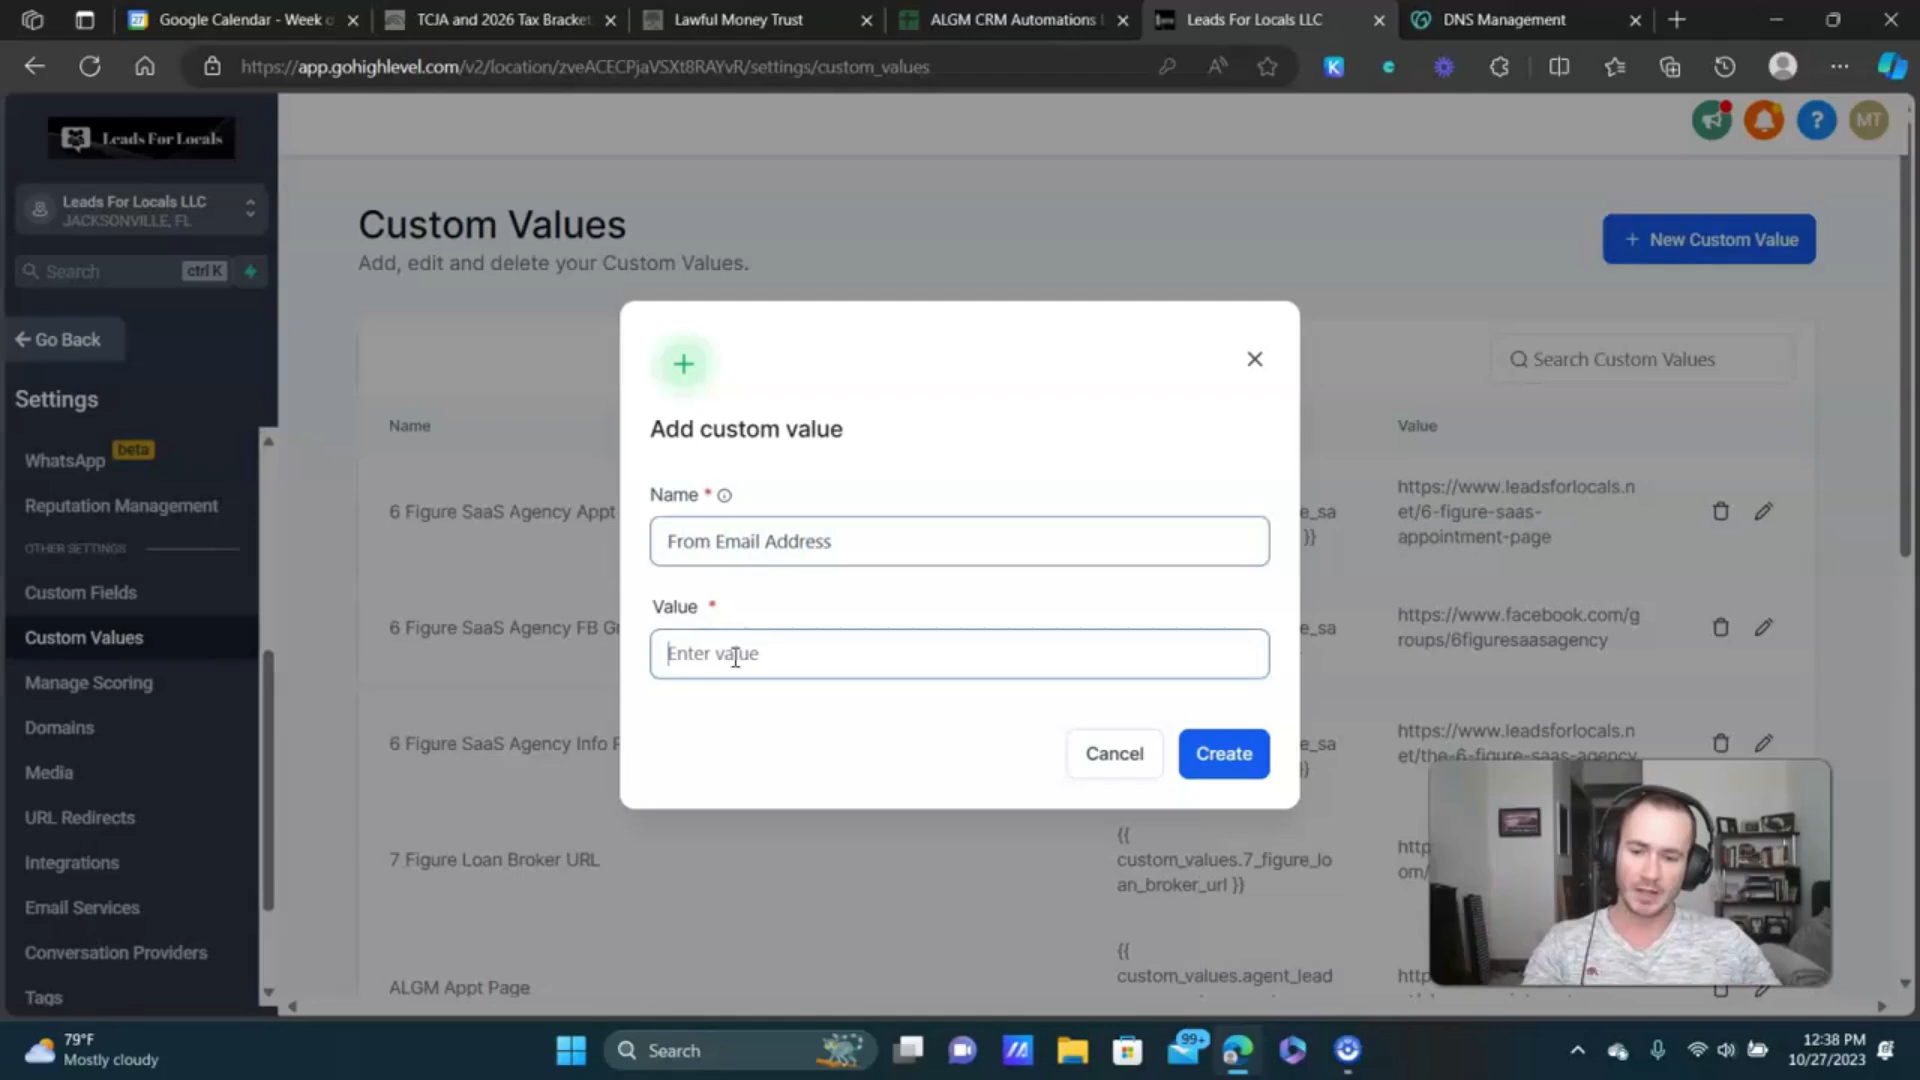 Google Calendar - Week o
TCJA and 2026 Tax Bracket
Lawful Money Trust
ALGM CRM Automations
Leads For Locals LLC
DNS Management
https://app.gohighlevel.com/v2/location/zveACECPjaVSXt8RAYvR/settings/custom_values
Leads For Locals
Leads For Locals LLC
JACKSONVILLE, FL
Search
ctrl K
Go Back
Settings
WhatsApp
beta
Reputation Management
OTHER SETTINGS
Custom Fields
Custom Values
Manage Scoring
Domains
Media
URL Redirects
Integrations
Email Services
Conversation Providers
Tags
MT
Custom Values
Add, edit and delete your Custom Values.
+ New Custom Value
Search Custom Values
Name
Value
6 Figure SaaS Agency Appt
e_sa
}}
https://www.leadsforlocals.n
et/6-figure-saas-
appointment-page
6 Figure SaaS Agency FB Gr
e_sa
https://www.facebook.com/g
roups/6figuresaasagency
6 Figure SaaS Agency Info F
e_sa
}}
https://www.leadsforlocals.n
et/the-6-figure-saas-agency
7 Figure Loan Broker URL
{{
custom_values.7_figure_lo
an_broker_url }}
http
om/
ALGM Appt Page
{{
custom_values.agent_lead
http
Add custom value
Name *
From Email Address
Value *
Enter value
Cancel
Create
79°F
Mostly cloudy
Search
99+
12:38 PM
10/27/2023